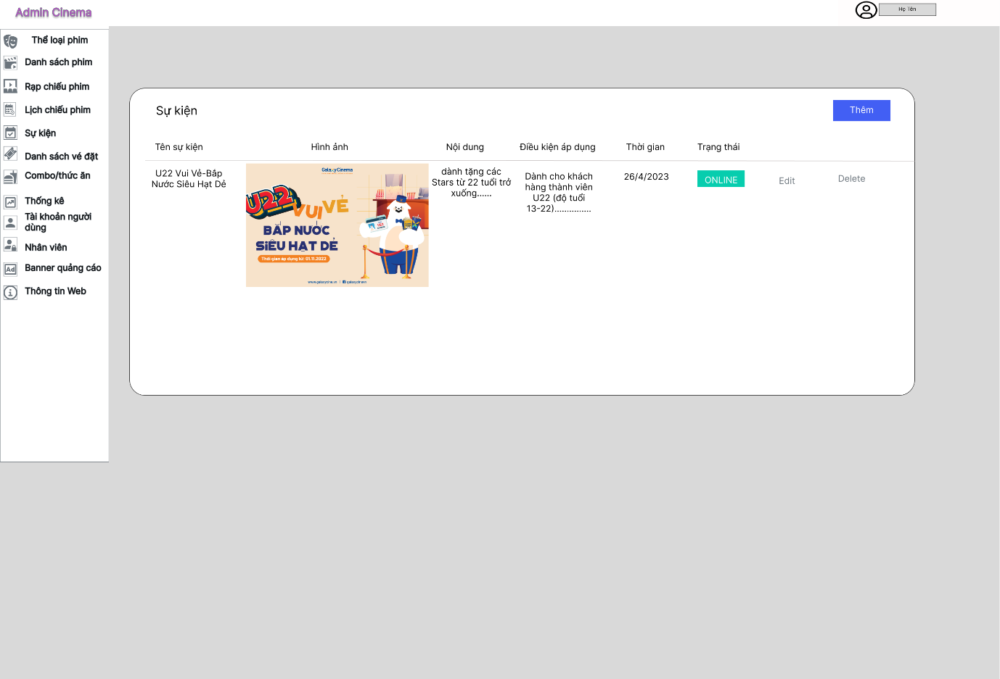 Admin Cinema
Họ Tên
Thể loại phim
Danh sách phim
Rạp chiếu phim
Lịch chiếu phim
Sự kiện
Danh sách vé đặt
Combo/thức ăn
Thống kê
Tài khoản người
dùng
Nhân viên
Banner quảng cáo
Thông tin Web
Sự kiện
Thêm
Tên sự kiện
Hình ảnh
Nội dung
Điều kiện áp dụng
Thời gian
Trạng thái
U22 Vui Vẻ-Bắp
Nước Siêu Hạt Dẻ
Galaxy Cinema
U22
VUI VẺ
BẮP NƯỚC
SIÊU HẠT DẺ
Thời gian áp dụng từ: 01.11.2022
U22
www.galaxycine.vn | galaxycinevn
dành tặng các
Stars từ 22 tuổi trở
xuống......
Dành cho khách
hàng thành viên
U22 (độ tuổi
13-22)...............
26/4/2023
ONLINE
Edit
Delete
Ad